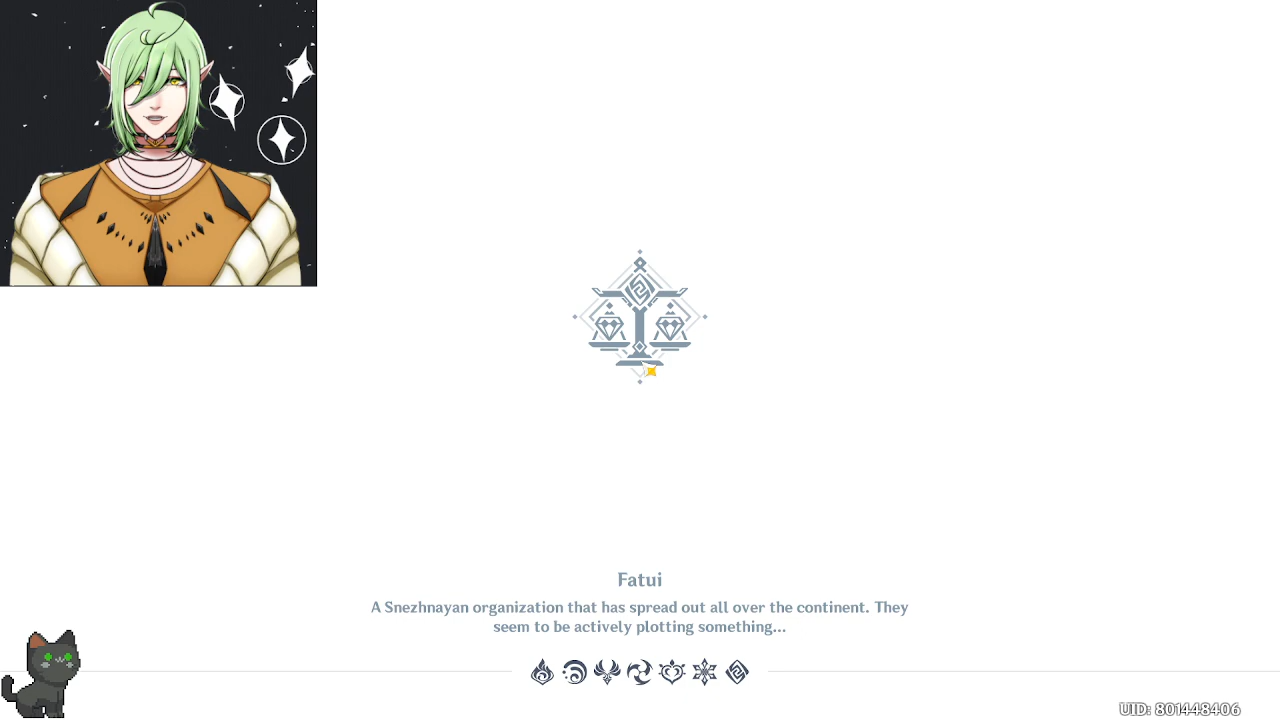 Fatui
A Snezhnayan organization that has spread out all over the continent. They
seem to be actively plotting something...
UID: 801448406